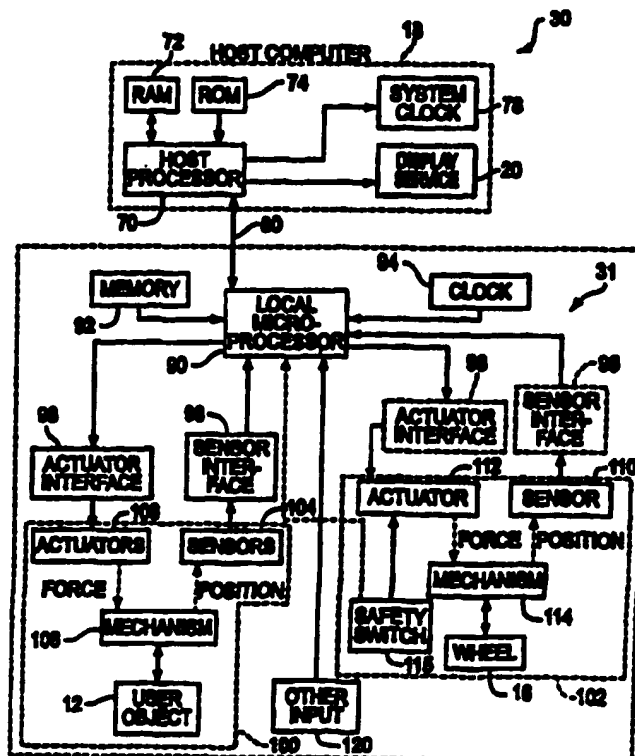 30
HOST COMPUTER
18
72
RAM
ROM
74
SYSTEM
CLOCK
78
HOST
PROCESSOR
70
DISPLAY
SERVICE
20
80
MEMORY
92
LOCAL
MICRO-
PROCESSOR
90
94
CLOCK
31
98
ACTUATOR
INTERFACE
96
SENSOR
INTER-
FACE
98
ACTUATOR
INTERFACE
SENSOR
INTER-
FACE
ACTUATORS
104
SENSORS
FORCE
POSITION
MECHANISM
12
USER
OBJECT
100
112
ACTUATOR
110
SENSOR
FORCE
POSITION
MECHANISM
114
SAFETY
SWITCH
WHEEL
16
102
OTHER
INPUT
120